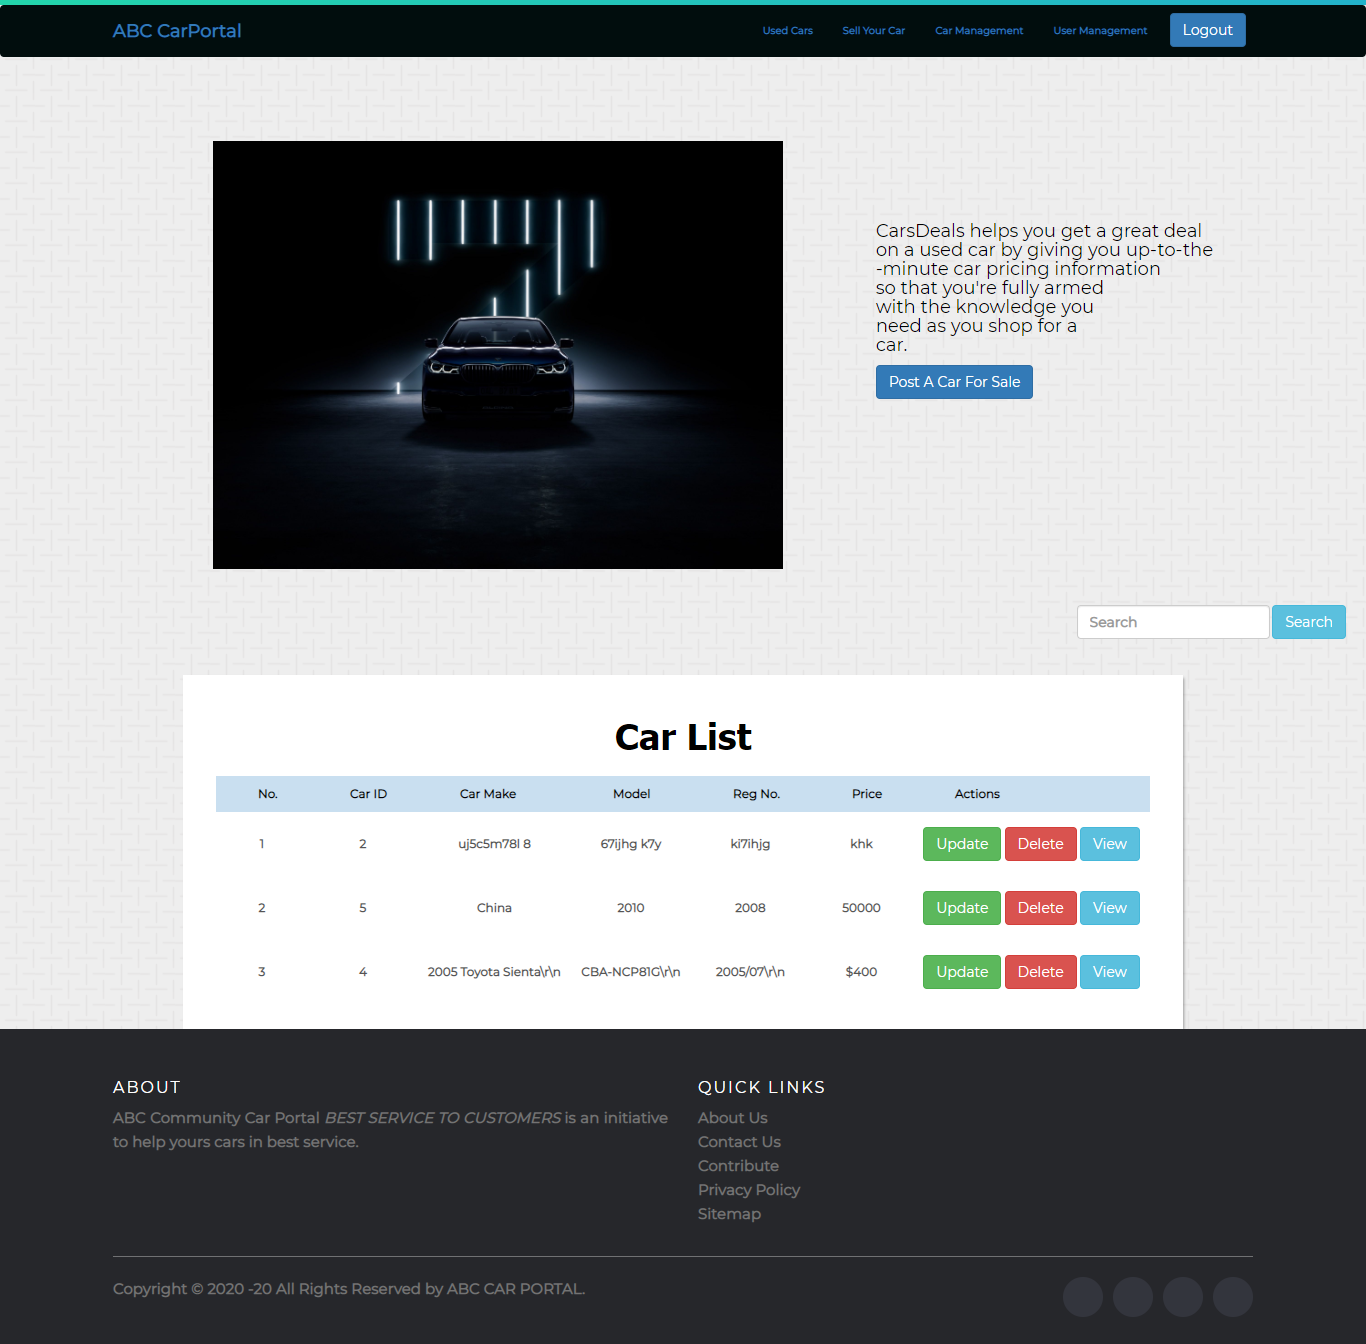 ABC CarPortal
Used Cars
Sell Your Car
Car Management
User Management
Logout
CarsDeals helps you get a great deal
on a used car by giving you up-to-the
-minute car pricing information
so that you're fully armed
with the knowledge you
need as you shop for a
car.
Post A Car For Sale
Search
Search
Car List
No. Car ID Car Make Model Reg No. Price Actions
1 2 uj5c5m78l 8 67ijhg k7y ki7ihjg khk Update Delete View
2 5 China 2010 2008 50000 Update Delete View
3 4 2005 Toyota Sienta\r\n CBA-NCP81G\r\n 2005/07\r\n $400 Update Delete View
ABOUT
ABC Community Car Portal BEST SERVICE TO CUSTOMERS is an initiative
to help yours cars in best service.
QUICK LINKS
About Us
Contact Us
Contribute
Privacy Policy
Sitemap
Copyright © 2020 -20 All Rights Reserved by ABC CAR PORTAL.